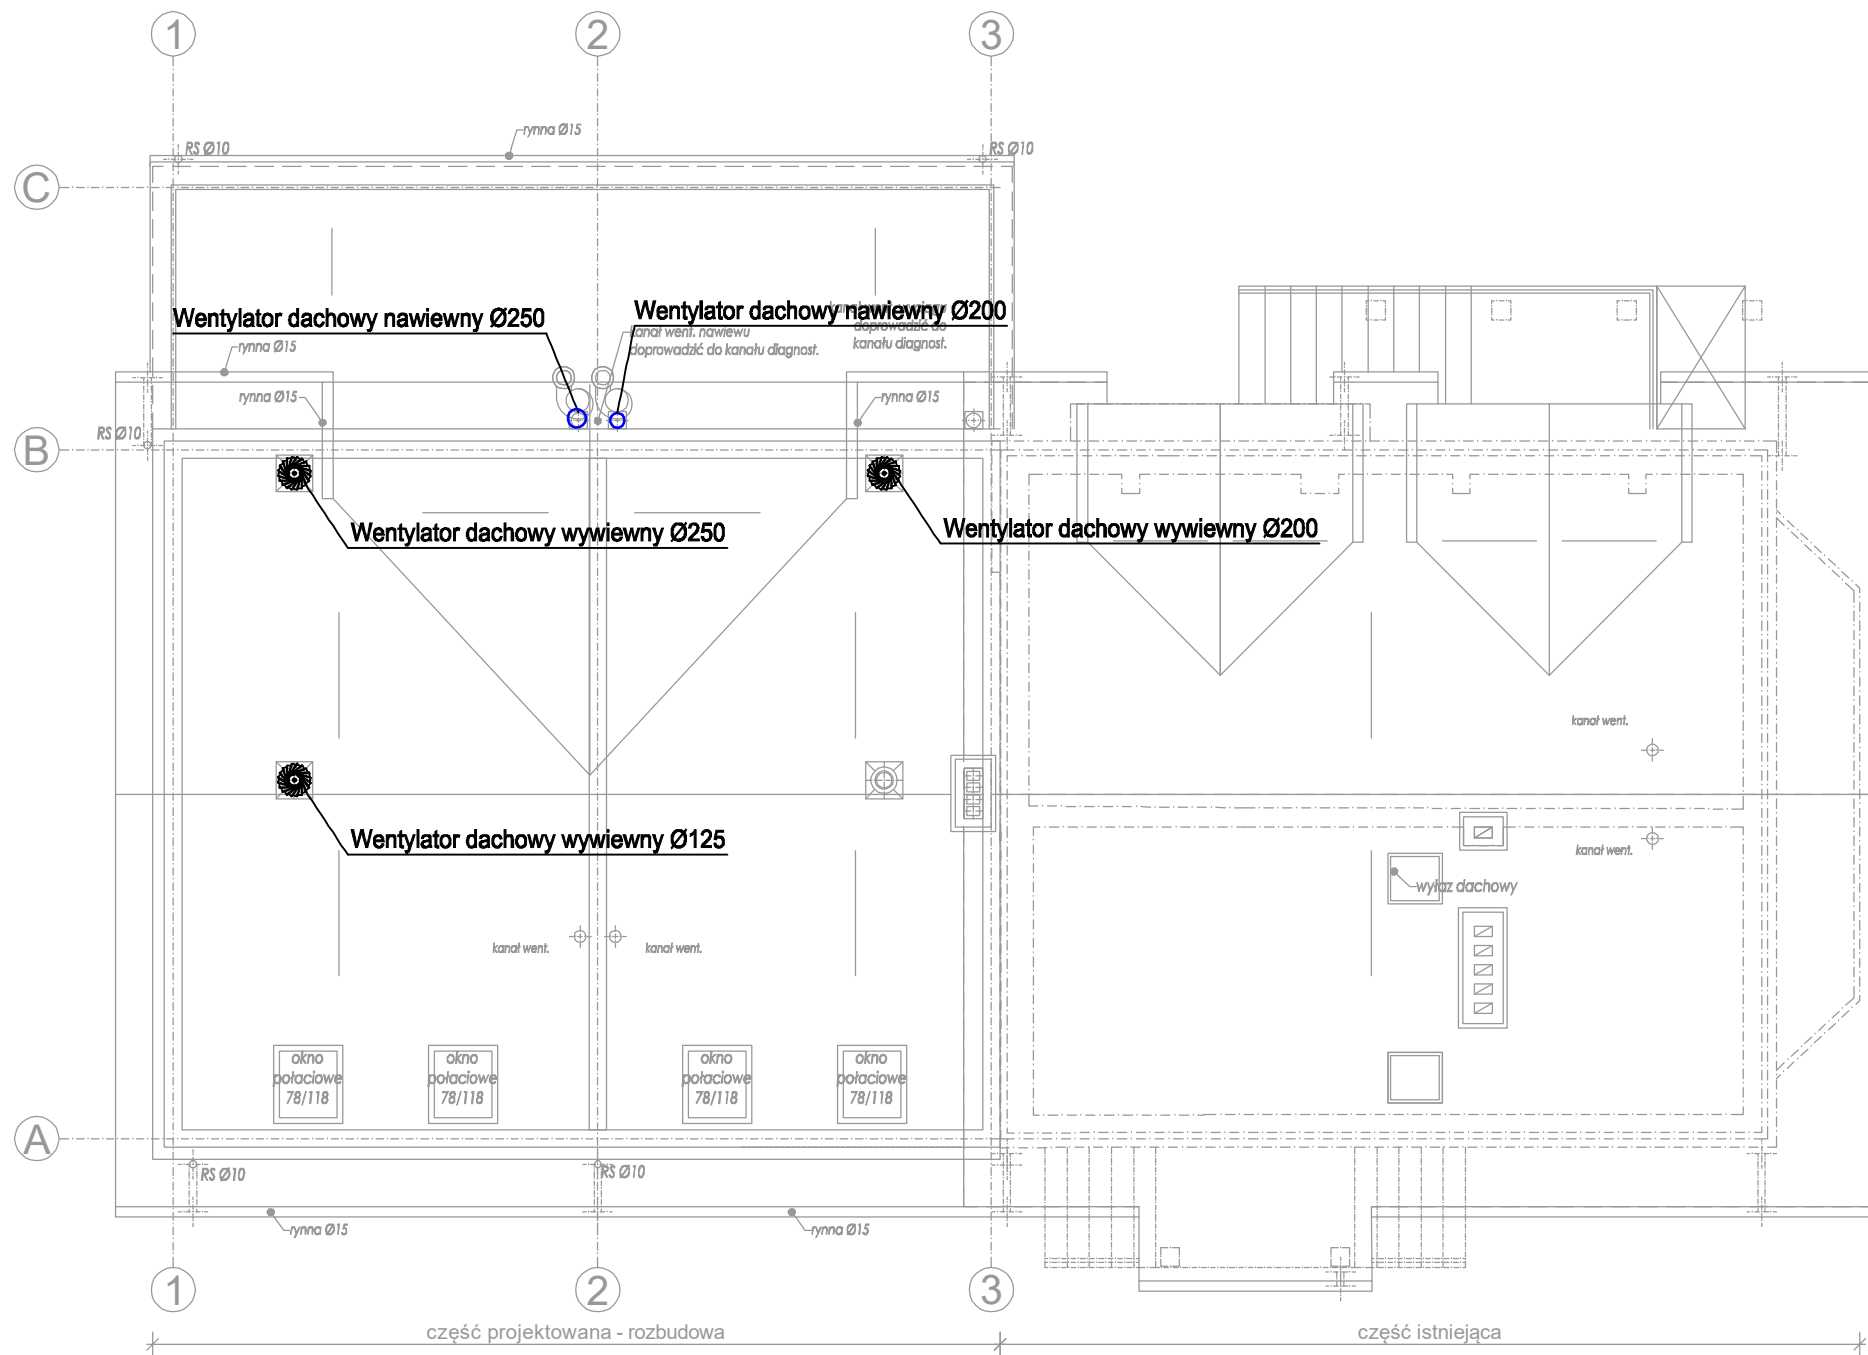 1
2
3
rynna Ø15
RS Ø10
RS Ø10
C
Wentylator dachowy nawiewny Ø250
Wentylator dachowy nawiewny Ø200
kanał went. nawiewu
doprowadzić do kanału diagnost.
kanał went. wyciągu
doprowadzić do
kanału diagnost.
rynna Ø15
rynna Ø15
rynna Ø15
RS Ø10
B
Wentylator dachowy wywiewny Ø250
Wentylator dachowy wywiewny Ø200
kanał went.
Wentylator dachowy wywiewny Ø125
kanał went.
wyłaz dachowy
kanał went.
kanał went.
okno
połaciowe
78/118
okno
połaciowe
78/118
okno
połaciowe
78/118
okno
połaciowe
78/118
A
RS Ø10
RS Ø10
rynna Ø15
rynna Ø15
1
2
3
część projektowana - rozbudowa
część istniejąca